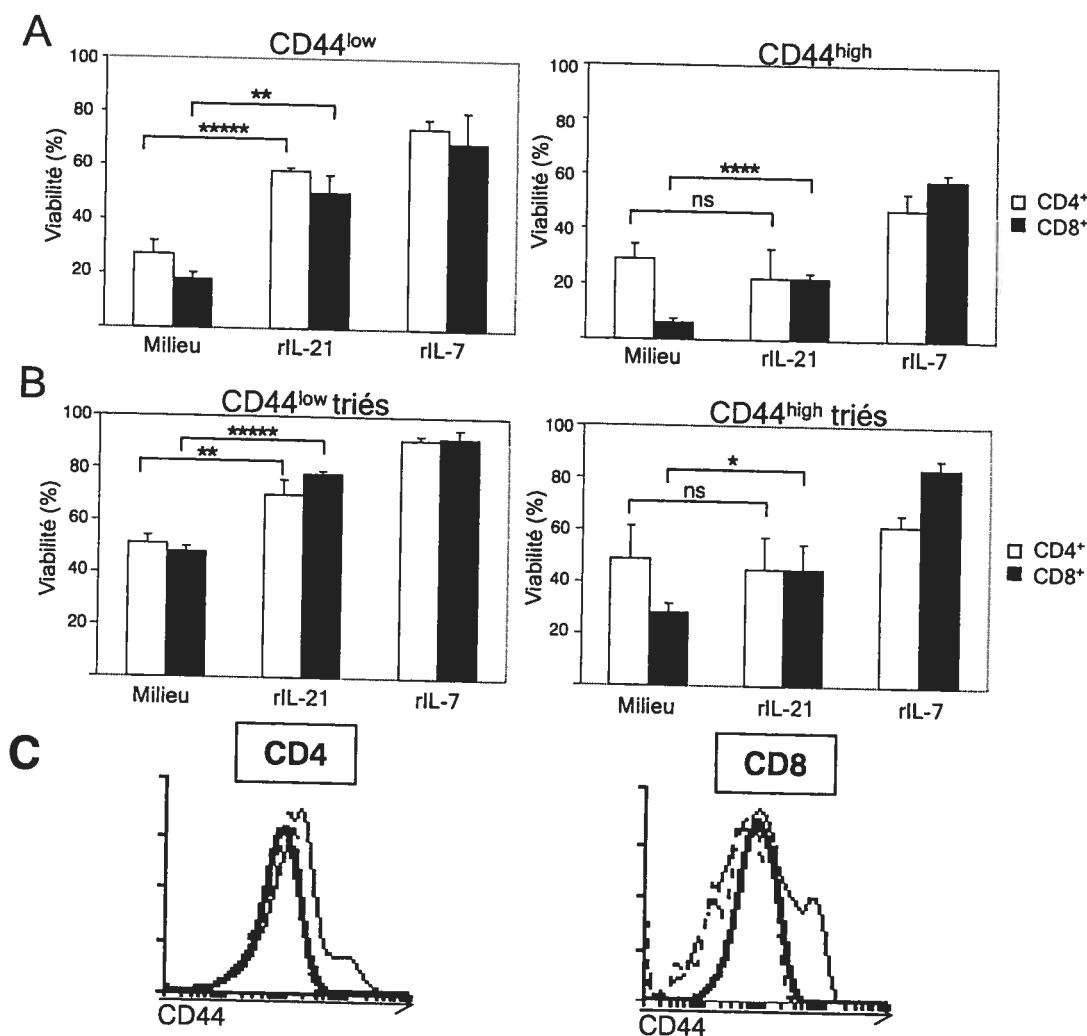 A
CD44low
CD44high
100
80
60
40
20
Viabilité (%)
**
*****
Milieu
rIL-21
rIL-7
100
80
60
40
20
Viabilité (%)
****
ns
Milieu
rIL-21
rIL-7
CD4+
CD8+
B
CD44low triés
CD44high triés
100
80
60
40
20
Viabilité (%)
*****
**
Milieu
rIL-21
rIL-7
100
80
60
40
20
Viabilité (%)
*
ns
Milieu
rIL-21
rIL-7
CD4+
CD8+
C
CD4
CD8
CD44
CD44